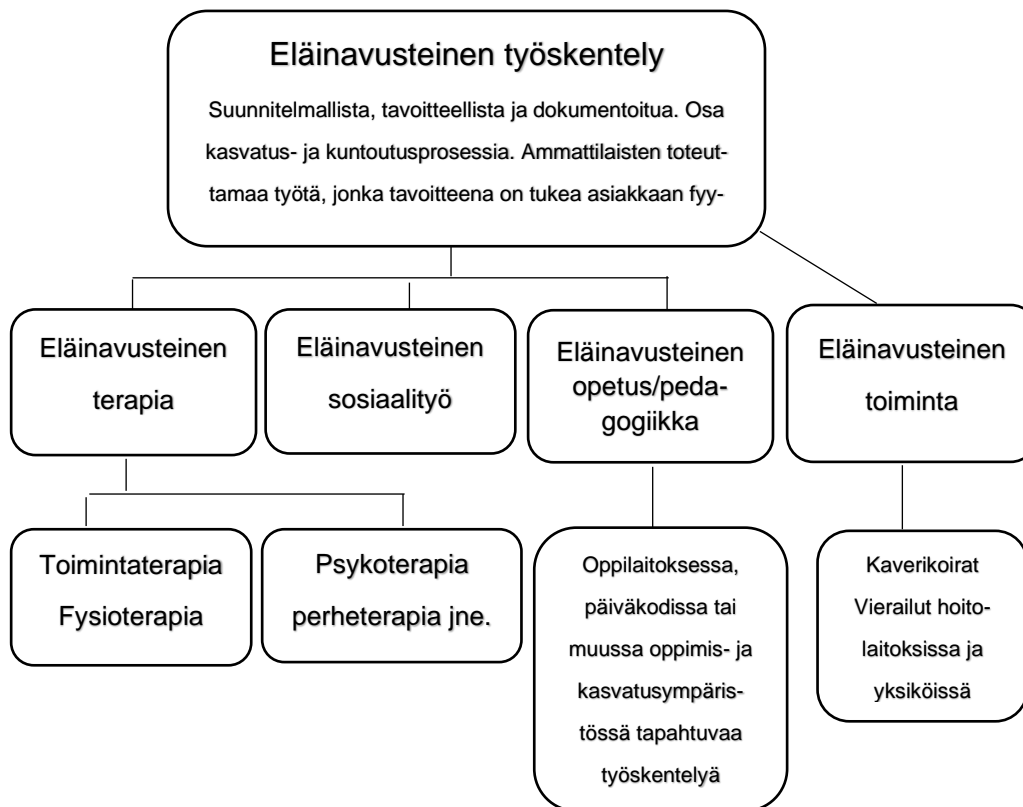 Eläinavusteinen työskentely
Suunnitelmallista, tavoitteellista ja dokumentoitua. Osa
kasvatus- ja kuntoutusprosessia. Ammattilaisten toteut-
tamaa työtä, jonka tavoitteena on tukea asiakkaan fyy-
Eläinavusteinen
terapia
Eläinavusteinen
sosiaalityö
Eläinavusteinen
opetus/peda-
gogiikka
Eläinavusteinen
toiminta
Toimintaterapia
Fysioterapia
Psykoterapia
perheterapia jne.
Oppilaitoksessa,
päiväkodissa tai
muussa oppimis- ja
kasvatusympäris-
tössä tapahtuvaa
työskentelyä
Kaverikoirat
Vierailut hoito-
laitoksissa ja
yksiköissä